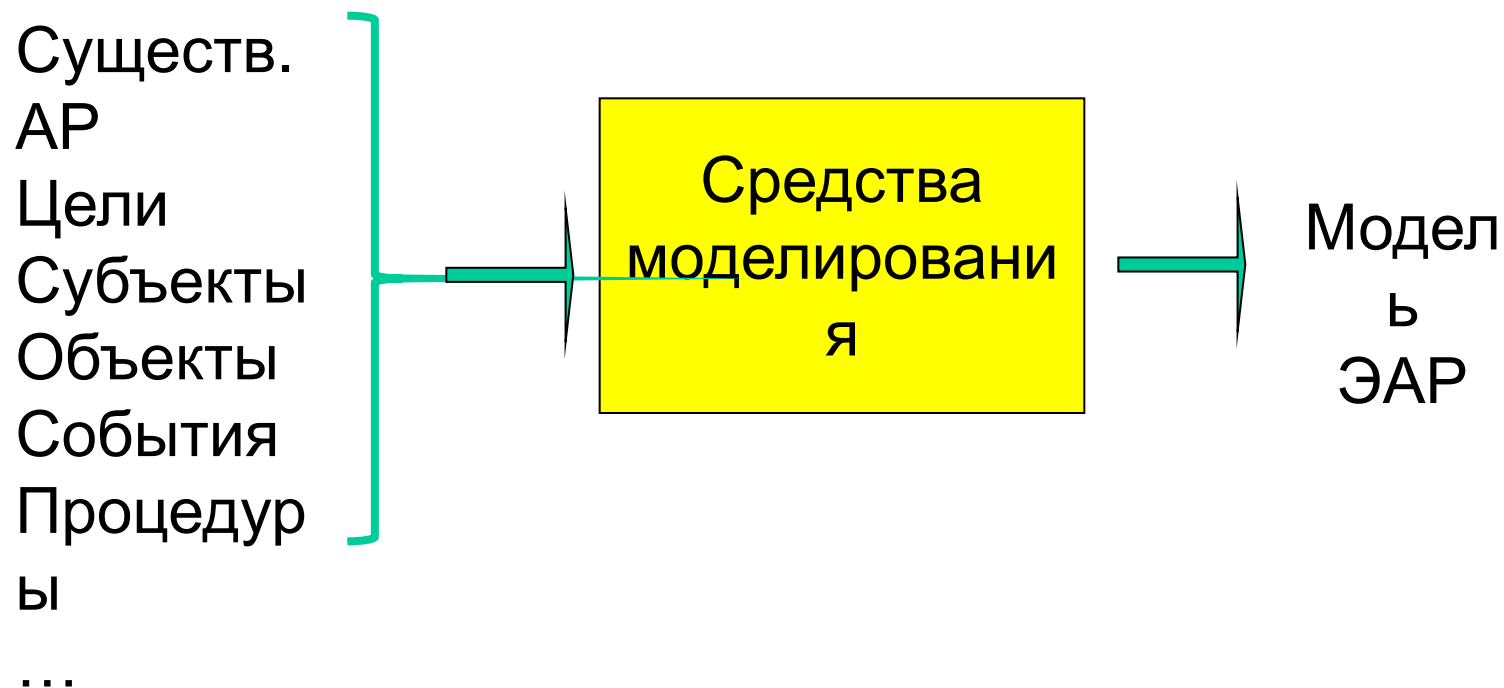 Существ.
АР
Цели
Субъекты
Объекты
События
Процедур
ы
…
Средства
моделировани
я
Модел
ь
ЭАР